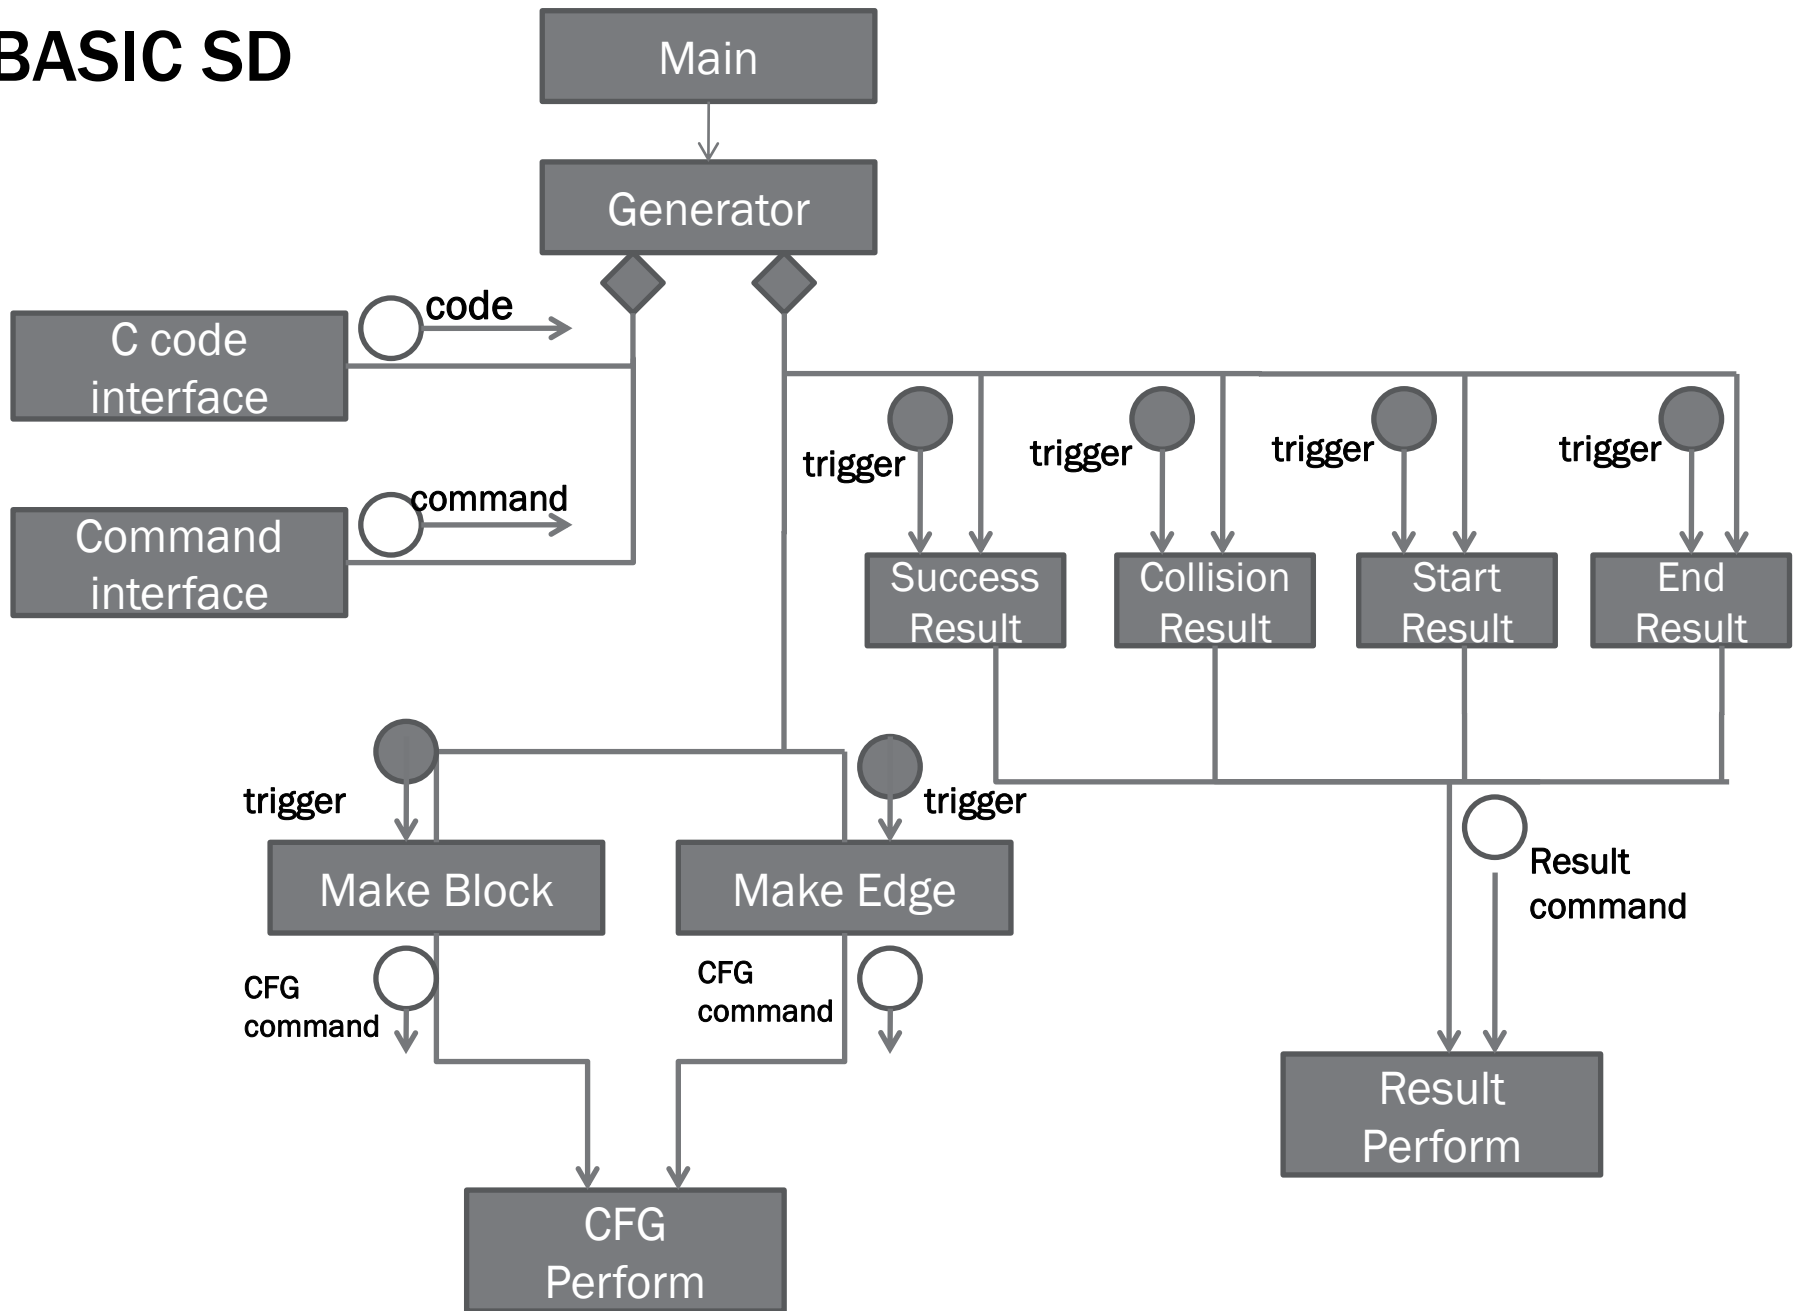 BASIC SD
Main
Generator
code
C code
interface
command
Command
interface
trigger
trigger
trigger
trigger
Success
Result
Collision
Result
Start
Result
End
Result
trigger
trigger
Make Block
Make Edge
Result
command
CFG
command
CFG
command
Result
Perform
CFG
Perform